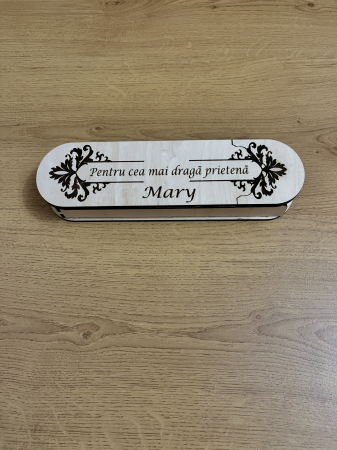 Pentru cea mai dragă prietenă
Mary